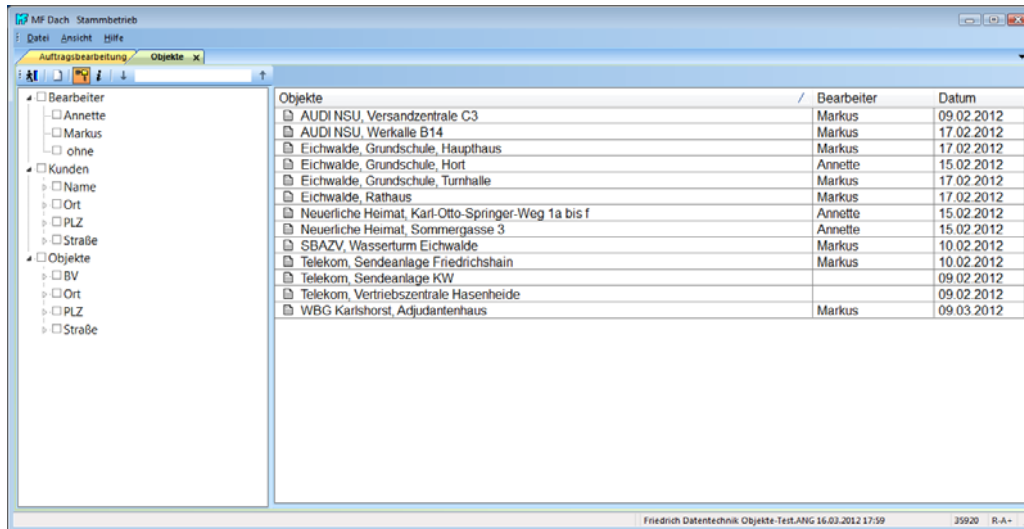 MF Dach Stammbetrieb
Datei Ansicht Hilfe
Auftragsbearbeitung Objekte x
Bearbeiter
Annette
Markus
ohne
Kunden
Name
Ort
PLZ
Straße
Objekte
BV
Ort
PLZ
Straße
Objekte Bearbeiter Datum
AUDI NSU, Versandzentrale C3 Markus 09.02.2012
AUDI NSU, Werkalle B14 Markus 17.02.2012
Eichwalde, Grundschule, Haupthaus Markus 17.02.2012
Eichwalde, Grundschule, Hort Annette 15.02.2012
Eichwalde, Grundschule, Turnhalle Markus 17.02.2012
Eichwalde, Rathaus Markus 17.02.2012
Neuerliche Heimat, Karl-Otto-Springer-Weg 1a bis f Annette 15.02.2012
Neuerliche Heimat, Sommergasse 3 Annette 15.02.2012
SBAZV, Wasserturm Eichwalde Markus 10.02.2012
Telekom, Sendeanlage Friedrichshain Markus 10.02.2012
Telekom, Sendeanlage KW 09.02.2012
Telekom, Vertriebszentrale Hasenheide 09.02.2012
WBG Karlshorst, Adjudantenhaus Markus 09.03.2012
Friedrich Datentechnik Objekte-Test.ANG 16.03.2012 17:59 35920 R-A+